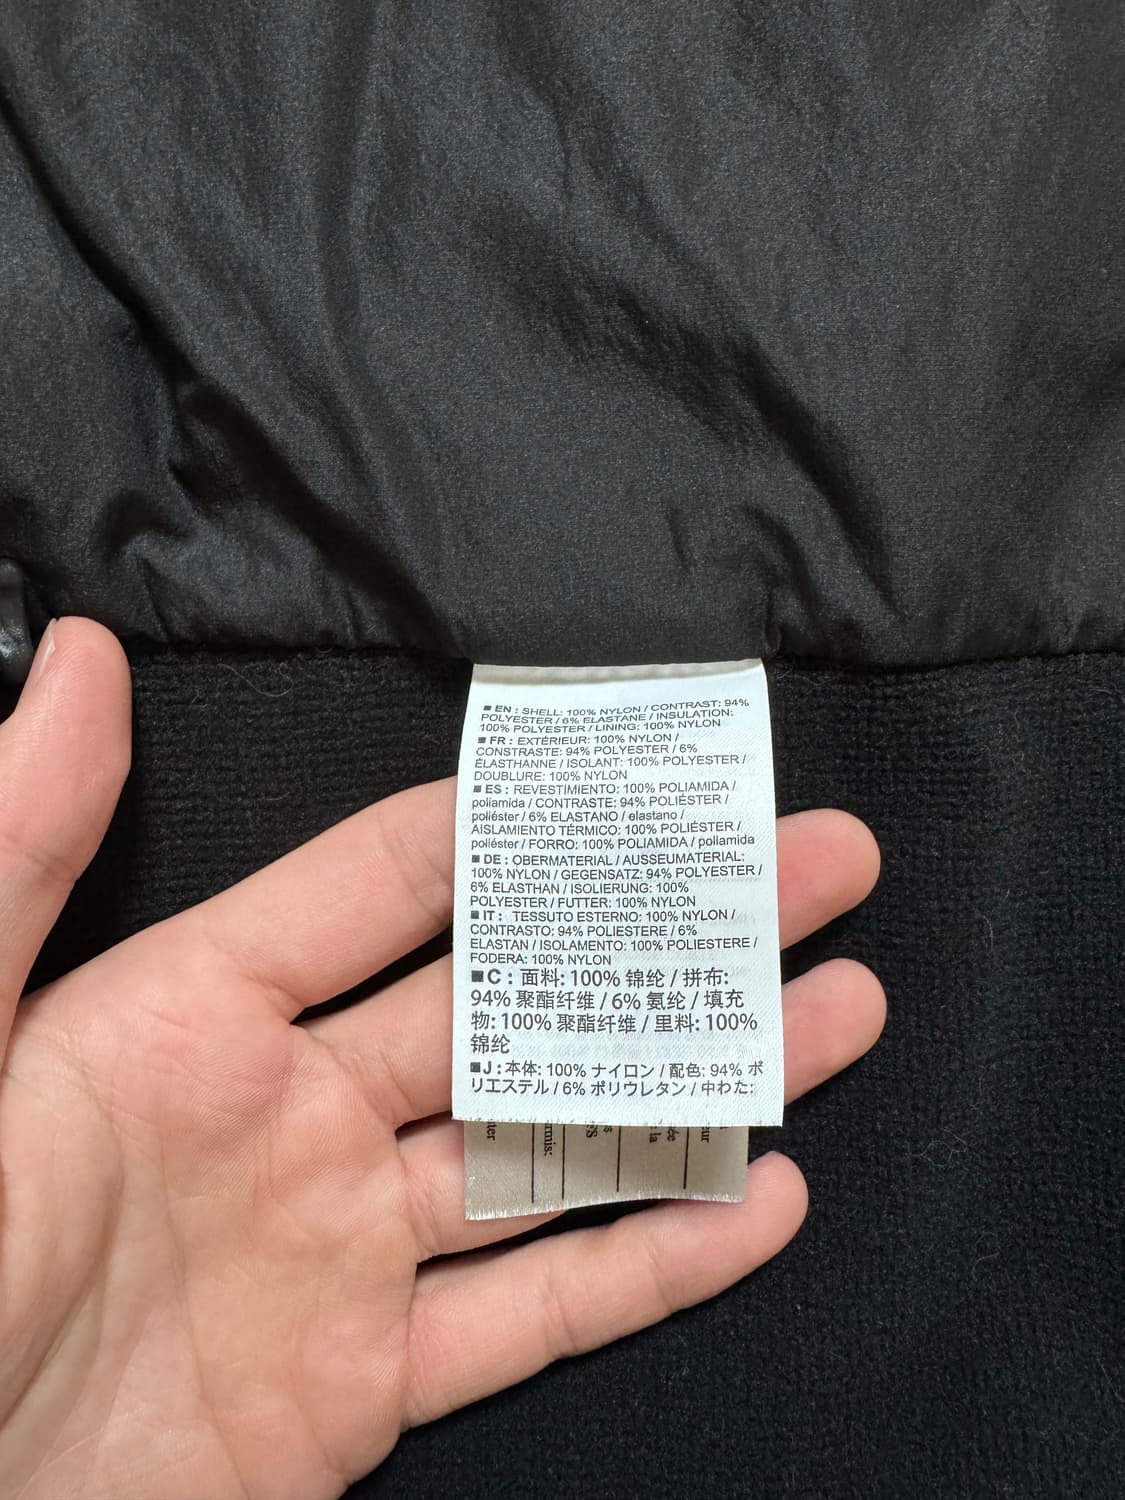 ■ EN : SHELL: 100% NYLON / CONTRAST: 94%
POLYESTER / 6% ELASTANE / INSULATION:
100% POLYESTER / LINING: 100% NYLON
■ FR : EXTÉRIEUR: 100% NYLON /
CONSTRASTE: 94% POLYESTER / 6%
ÉLASTHANNE / ISOLANT: 100% POLYESTER /
DOUBLURE: 100% NYLON
■ ES : REVESTIMIENTO: 100% POLIAMIDA /
poliamida / CONTRASTE: 94% POLIÉSTER /
poliéster / 6% ELASTANO / elastano /
AISLAMIENTO TÉRMICO: 100% POLIÉSTER /
poliéster / FORRO: 100% POLIAMIDA / poliamida
■ DE : OBERMATERIAL / AUSSEUMATERIAL:
100% NYLON / GEGENSATZ: 94% POLYESTER /
6% ELASTHAN / ISOLIERUNG: 100%
POLYESTER / FUTTER: 100% NYLON
■ IT : TESSUTO ESTERNO: 100% NYLON /
CONTRASTO: 94% POLIESTERE / 6%
ELASTAN / ISOLAMENTO: 100% POLIESTERE /
FODERA: 100% NYLON
■ C : 面料: 100% 锦纶 / 拼布:
94% 聚酯纤维 / 6% 氨纶 / 填充
物: 100% 聚酯纤维 / 里料: 100%
锦纶
■ J : 本体: 100% ナイロン / 配色: 94% ポ
リエステル / 6% ポリウレタン / 中わた: